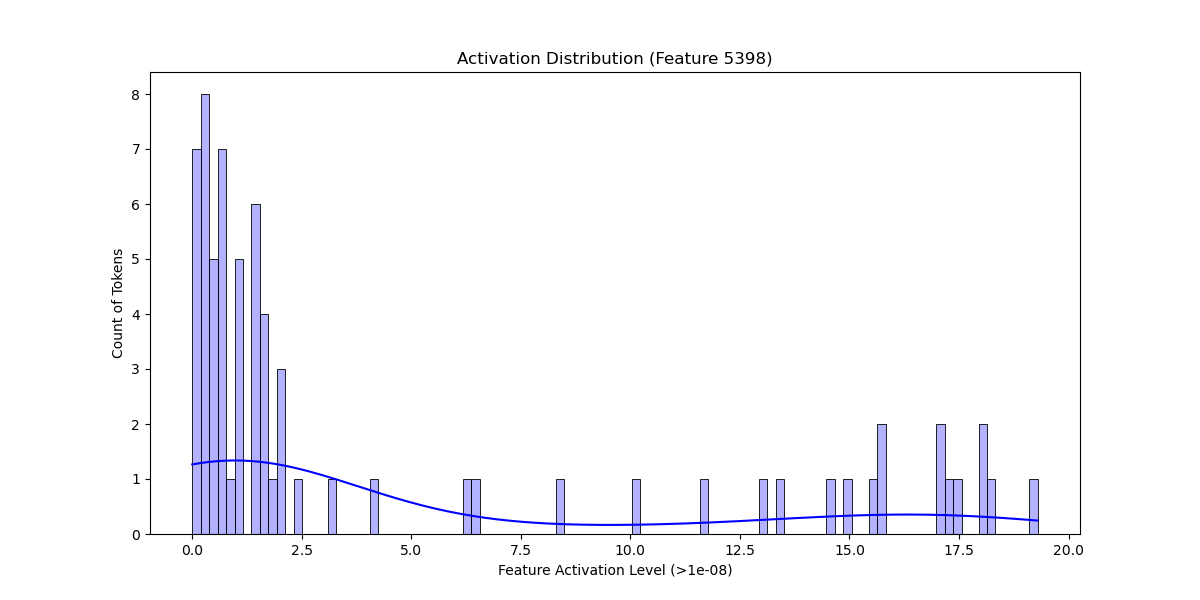 Activation Distribution (Feature 5398)
8
7
6
5
4
3
2
1
0
Count of Tokens
0.0 2.5 5.0 7.5 10.0 12.5 15.0 17.5 20.0
Feature Activation Level (>1e-08)